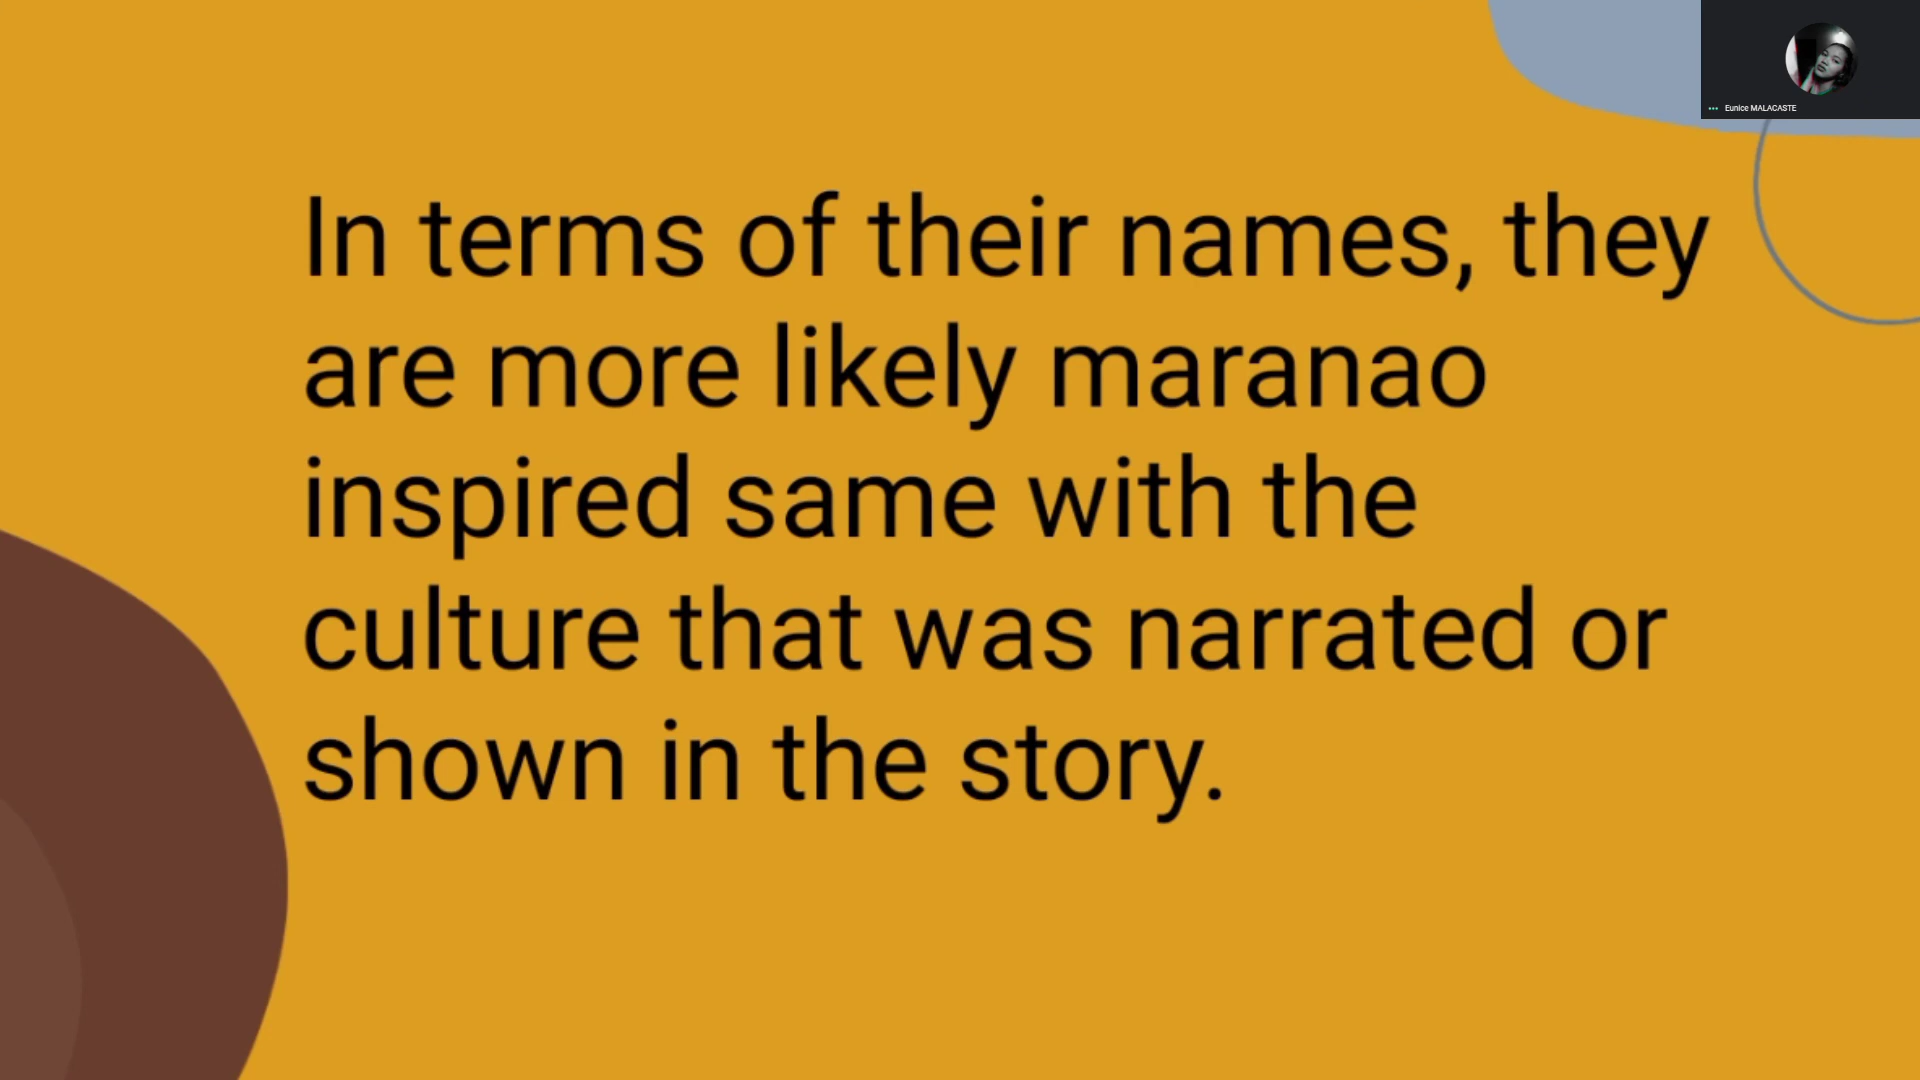 Eunice MALACASTE
In terms of their names, they
are more likely maranao
inspired same with the
culture that was narrated or
shown in the story.